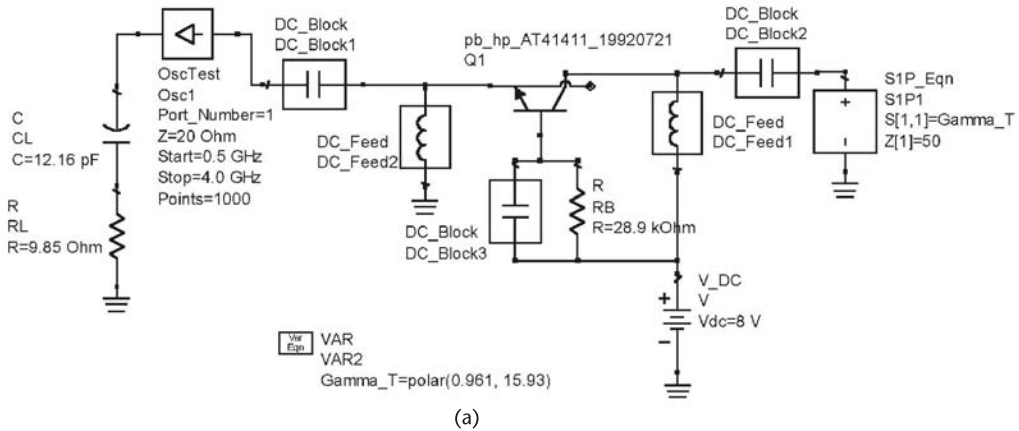 DC_Block
DC_Block1
pb_hp_AT41411_19920721
Q1
DC_Block
DC_Block2
OscTest
Osc1
Port_Number=1
Z=20 Ohm
Start=0.5 GHz
Stop=4.0 GHz
Points=1000
C
CL
C=12.16 pF
R
RL
R=9.85 Ohm
DC_Feed
DC_Feed2
DC_Block
DC_Block3
R
RB
R=28.9 kOhm
DC_Feed
DC_Feed1
+
-
S1P_Eqn
S1P1
S[1,1]=Gamma_T
Z[1]=50
V_DC
+
V
Vdc=8 V
-
Var
Eqn
VAR
VAR2
Gamma_T=polar(0.961, 15.93)
(a)